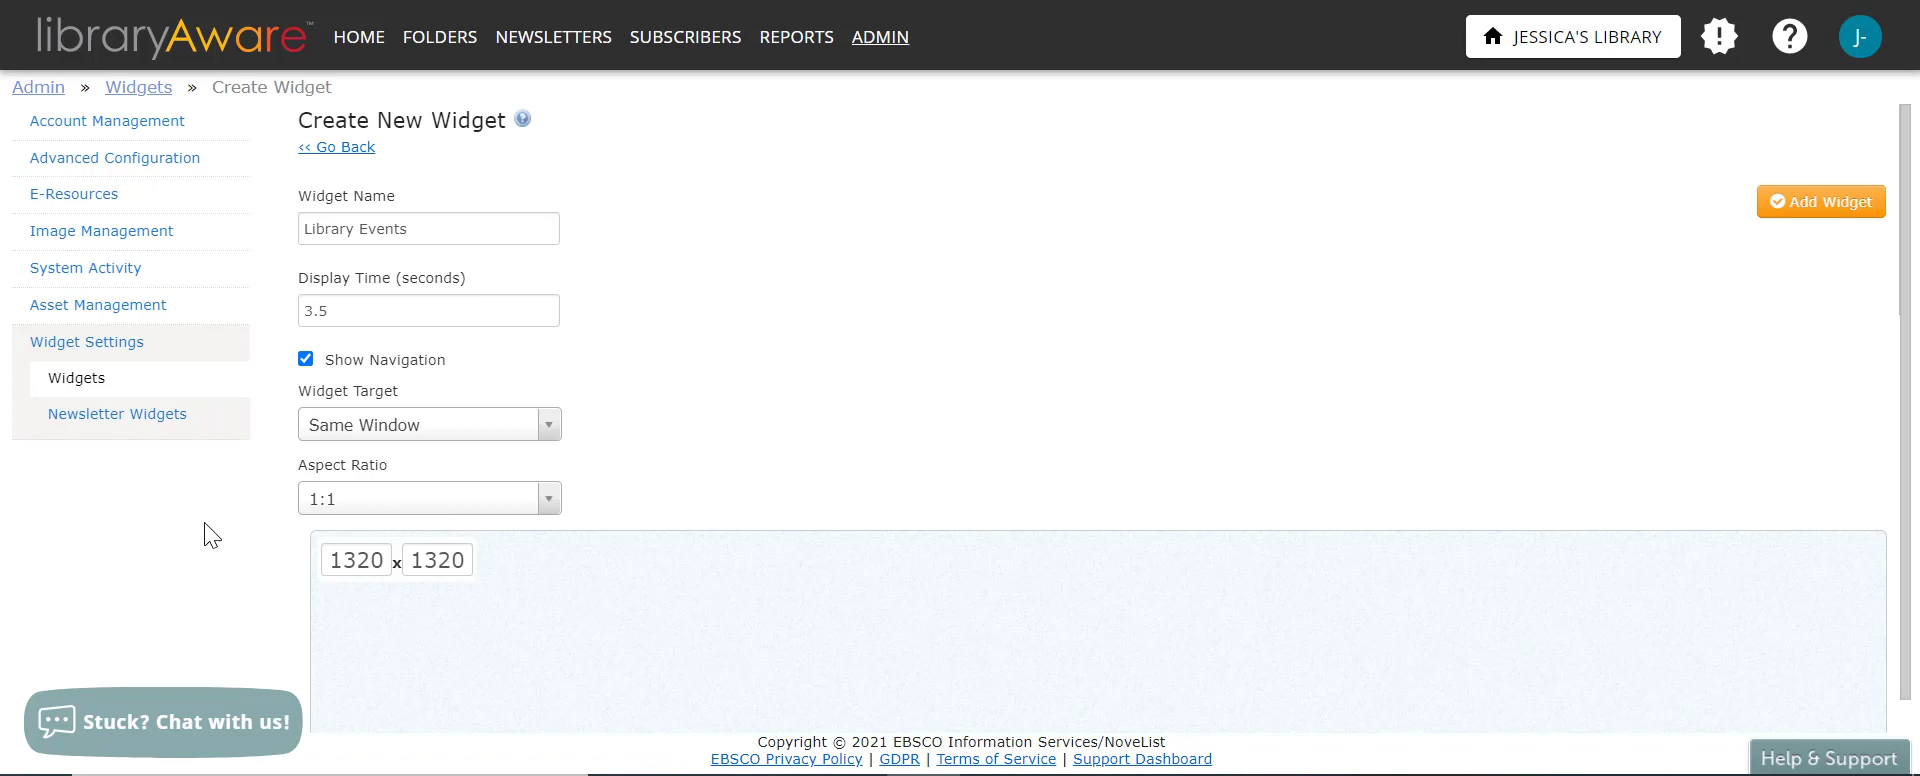 libraryAware™ HOME FOLDERS NEWSLETTERS SUBSCRIBERS REPORTS ADMIN JESSICA'S LIBRARY J-
Admin » Widgets » Create Widget
Account Management
Advanced Configuration
E-Resources
Image Management
System Activity
Asset Management
Widget Settings
Widgets
Newsletter Widgets
Create New Widget
<< Go Back
Widget Name
Library Events
Add Widget
Display Time (seconds)
3.5
Show Navigation
Widget Target
Same Window
Aspect Ratio
1:1
1320 x 1320
Stuck? Chat with us!
Copyright © 2021 EBSCO Information Services/NoveList
EBSCO Privacy Policy | GDPR | Terms of Service | Support Dashboard
Help & Support